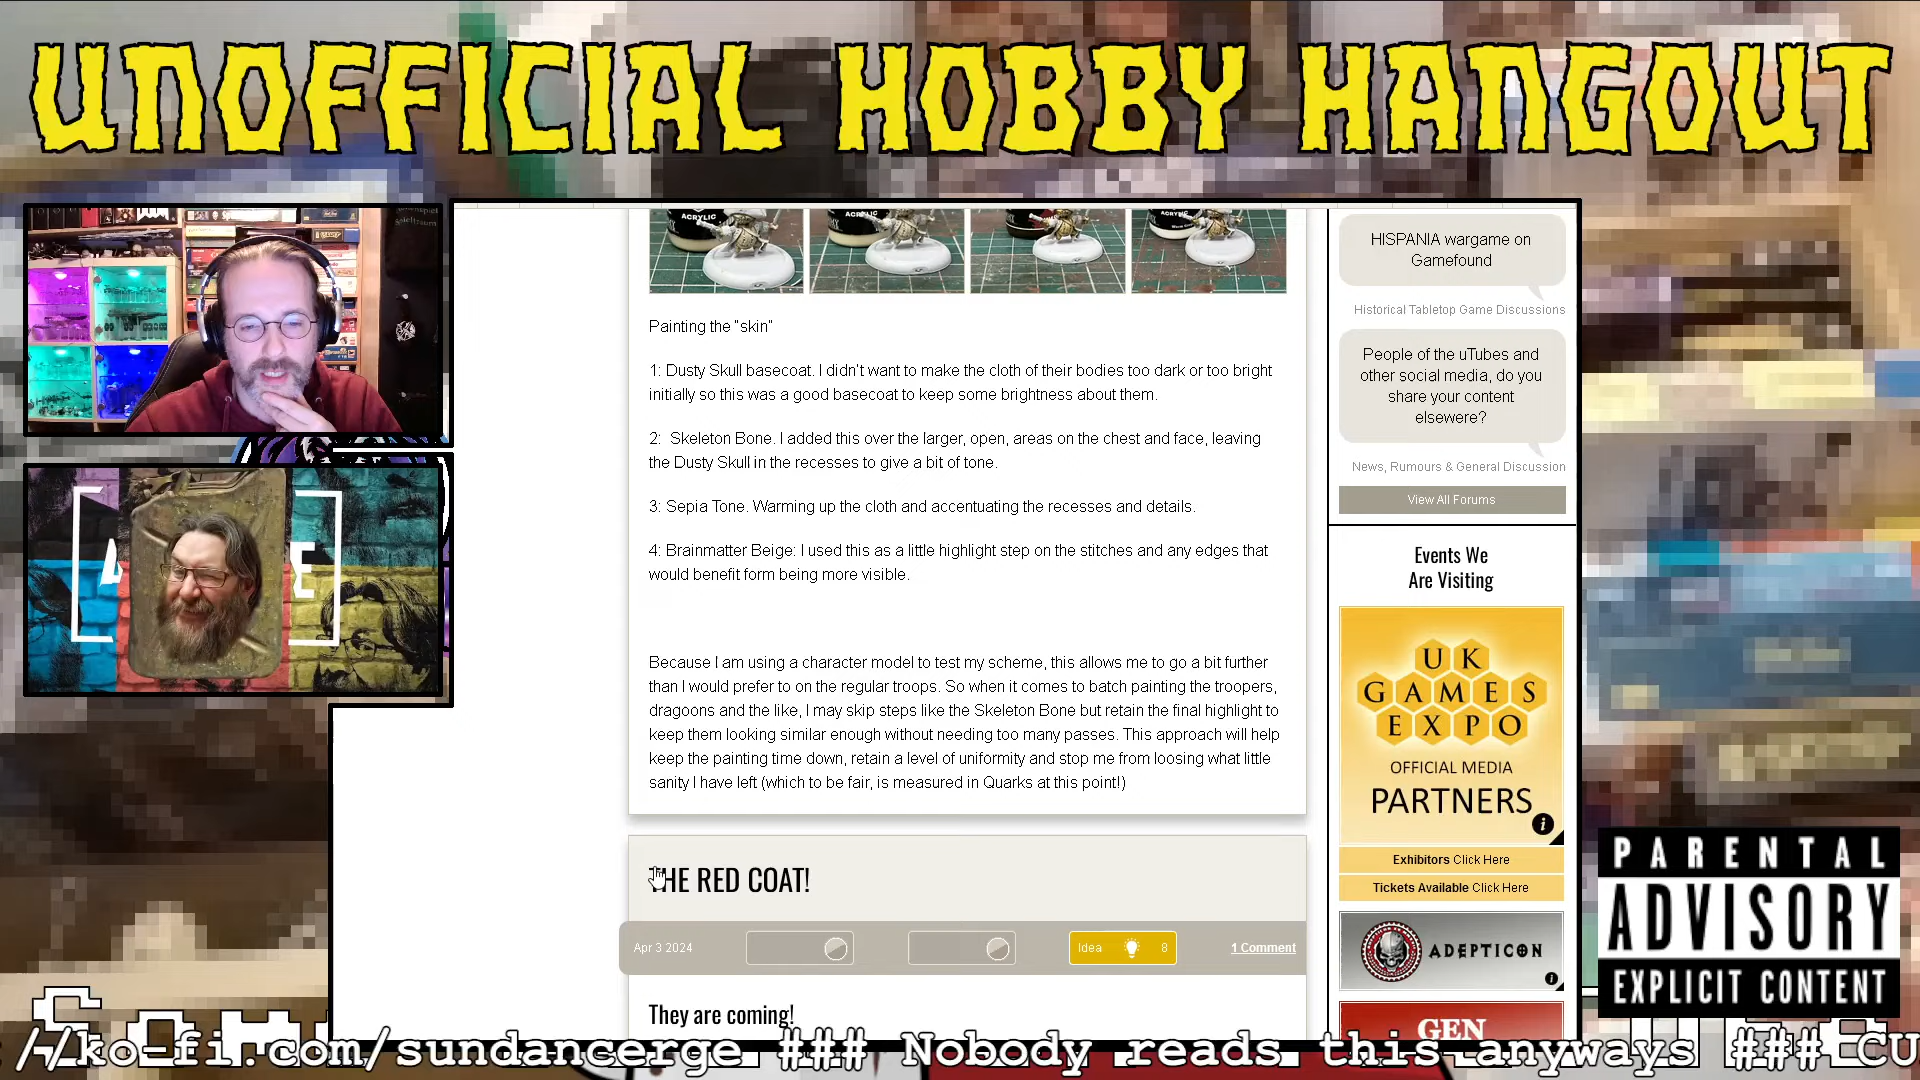 UNOFFICIAL HOBBY HANGOUT
ACRYLIC
Painting the “skin”
1: Dusty Skull basecoat. I didn’t want to make the cloth of their bodies too dark or too bright
initially so this was a good basecoat to keep some brightness about them.
2:  Skeleton Bone. I added this over the larger, open, areas on the chest and face, leaving
the Dusty Skull in the recesses to give a bit of tone.
3: Sepia Tone. Warming up the cloth and accentuating the recesses and details.
4: Brainmatter Beige: I used this as a little highlight step on the stitches and any edges that
would benefit form being more visible.
Because I am using a character model to test my scheme, this allows me to go a bit further
than I would prefer to on the regular troops. So when it comes to batch painting the troopers,
dragoons and the like, I may skip steps like the Skeleton Bone but retain the final highlight to
keep them looking similar enough without needing too many passes. This approach will help
keep the painting time down, retain a level of uniformity and stop me from loosing what little
sanity I have left (which to be fair, is measured in Quarks at this point!)
THE RED COAT!
Apr 3 2024
Idea 8
1 Comment
They are coming!
HISPANIA wargame on
Gamefound
Historical Tabletop Game Discussions
People of the uTubes and
other social media, do you
share your content
elsewere?
News, Rumours & General Discussion
View All Forums
Events We
Are Visiting
UK
GAMES
EXPO
OFFICIAL MEDIA
PARTNERS
Exhibitors Click Here
Tickets Available Click Here
ADEPTICON
GEN
PARENTAL
ADVISORY
EXPLICIT CONTENT
//ko-fi.com/sundancerge ### Nobody reads this anyways ### CU